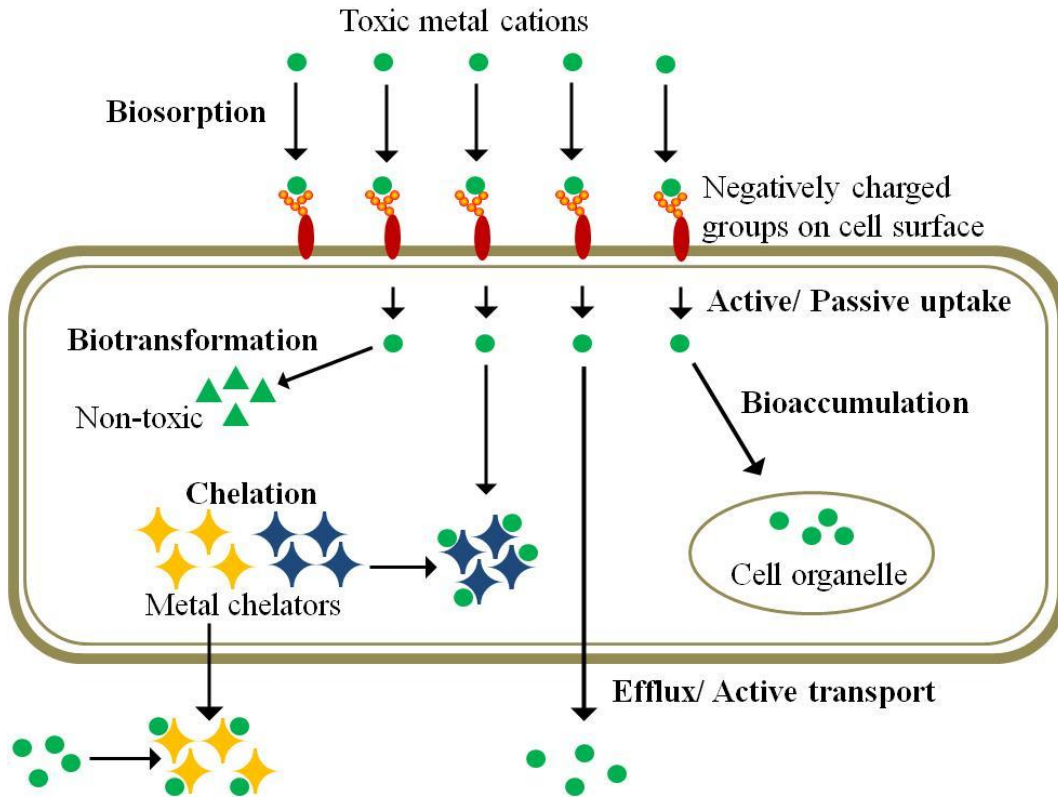 Toxic metal cations
Biosorption
Negatively charged
groups on cell surface
Active/ Passive uptake
Biotransformation
Non-toxic
Bioaccumulation
Chelation
Cell organelle
Metal chelators
Efflux/ Active transport